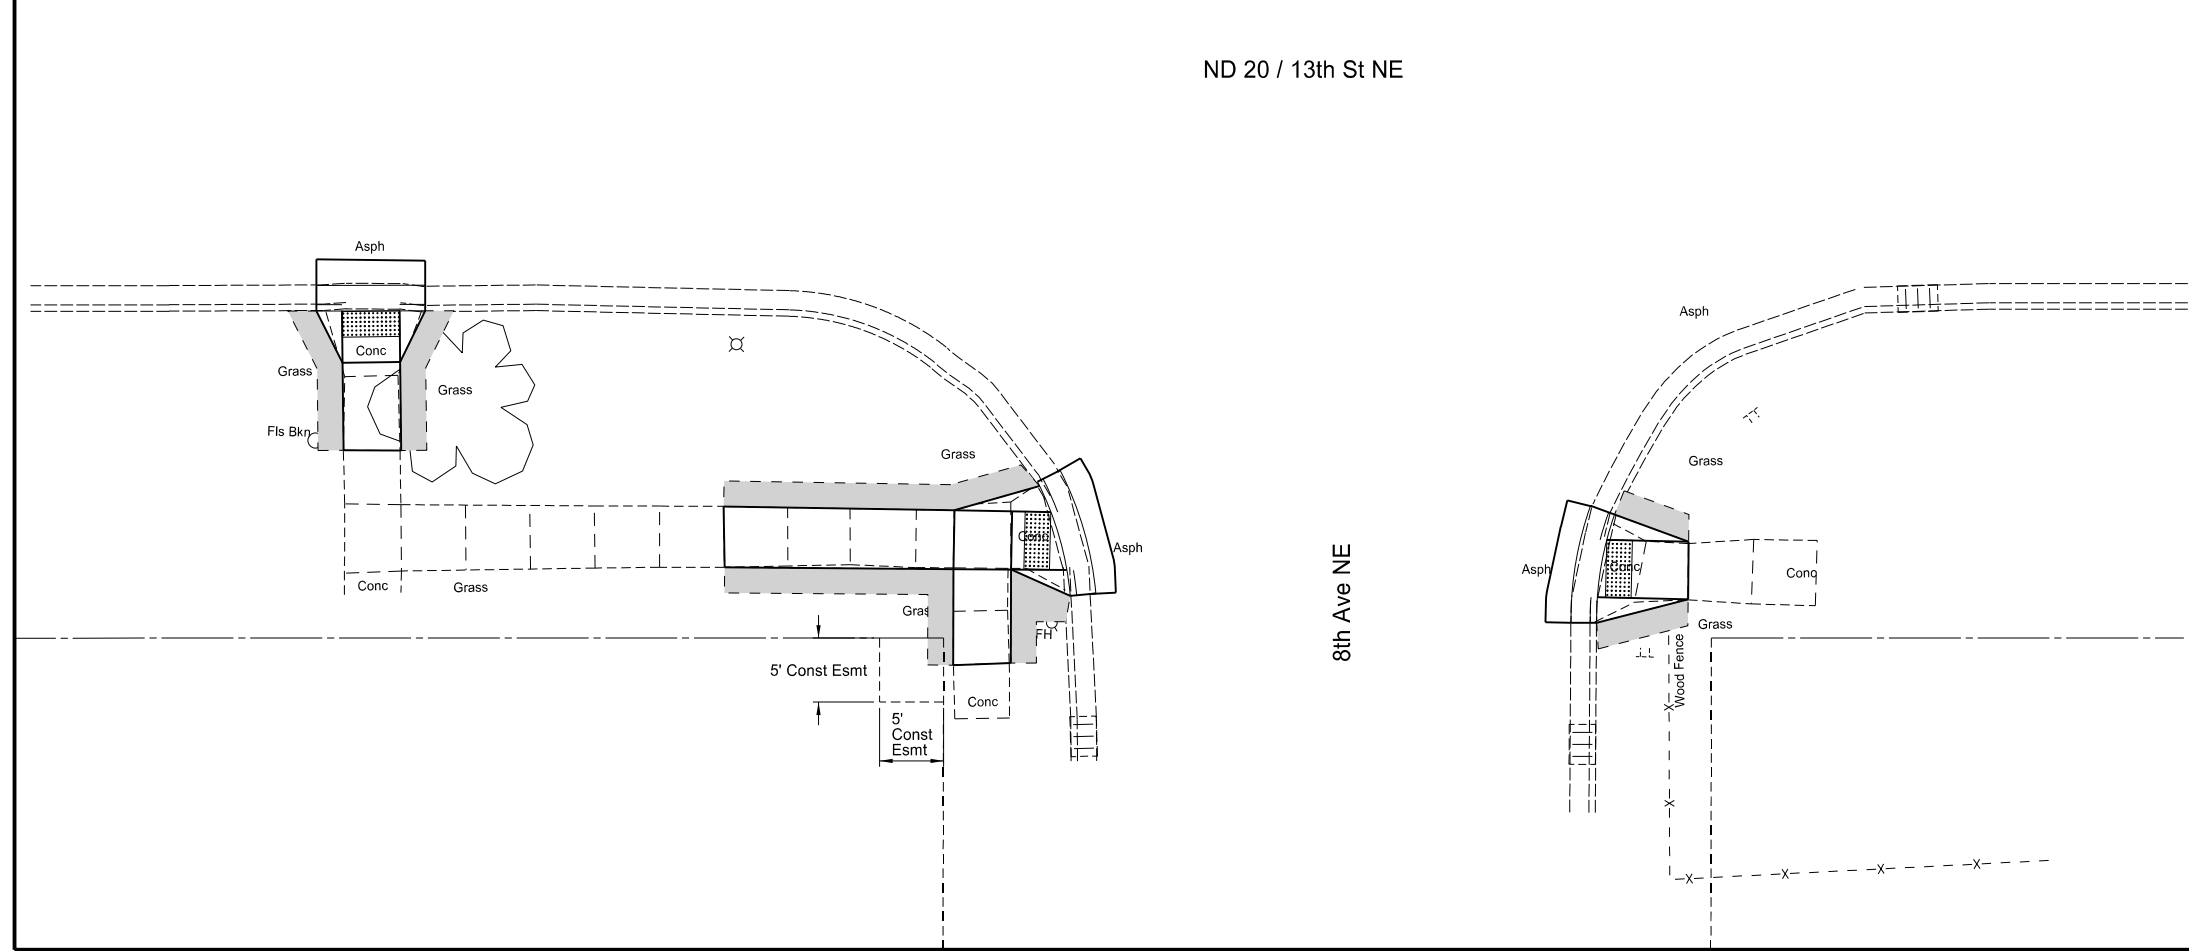 ND 20 / 13th St NE
Asph
Conc
Grass
Grass
Fls Bkn
Conc
Grass
Grass
Conc
Asph
Gras
FH
5' Const Esmt
5'
Const
Esmt
Conc
8th Ave NE
Asph
Grass
Asph
Conc
Conc
Grass
Wood Fence
X
X
X
X
X
X